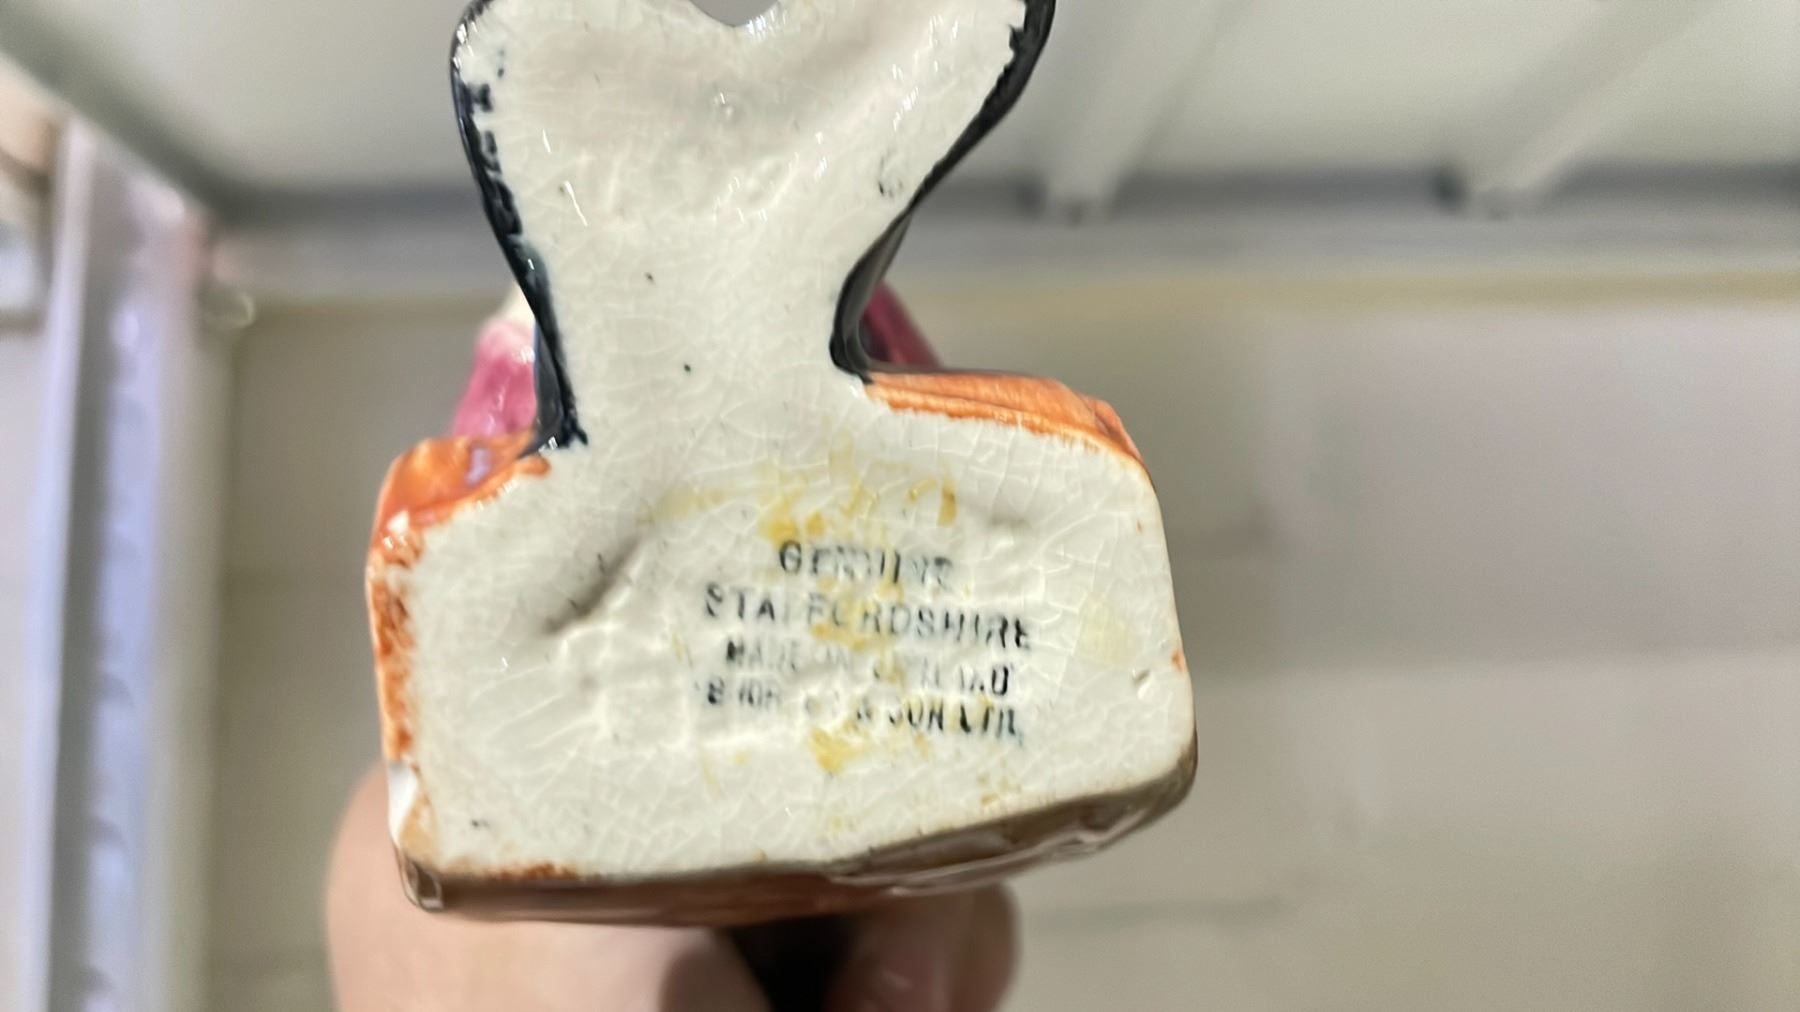 GENUINE
STAFFORDSHIRE
MADE IN ENGLAND
& SON LTD.